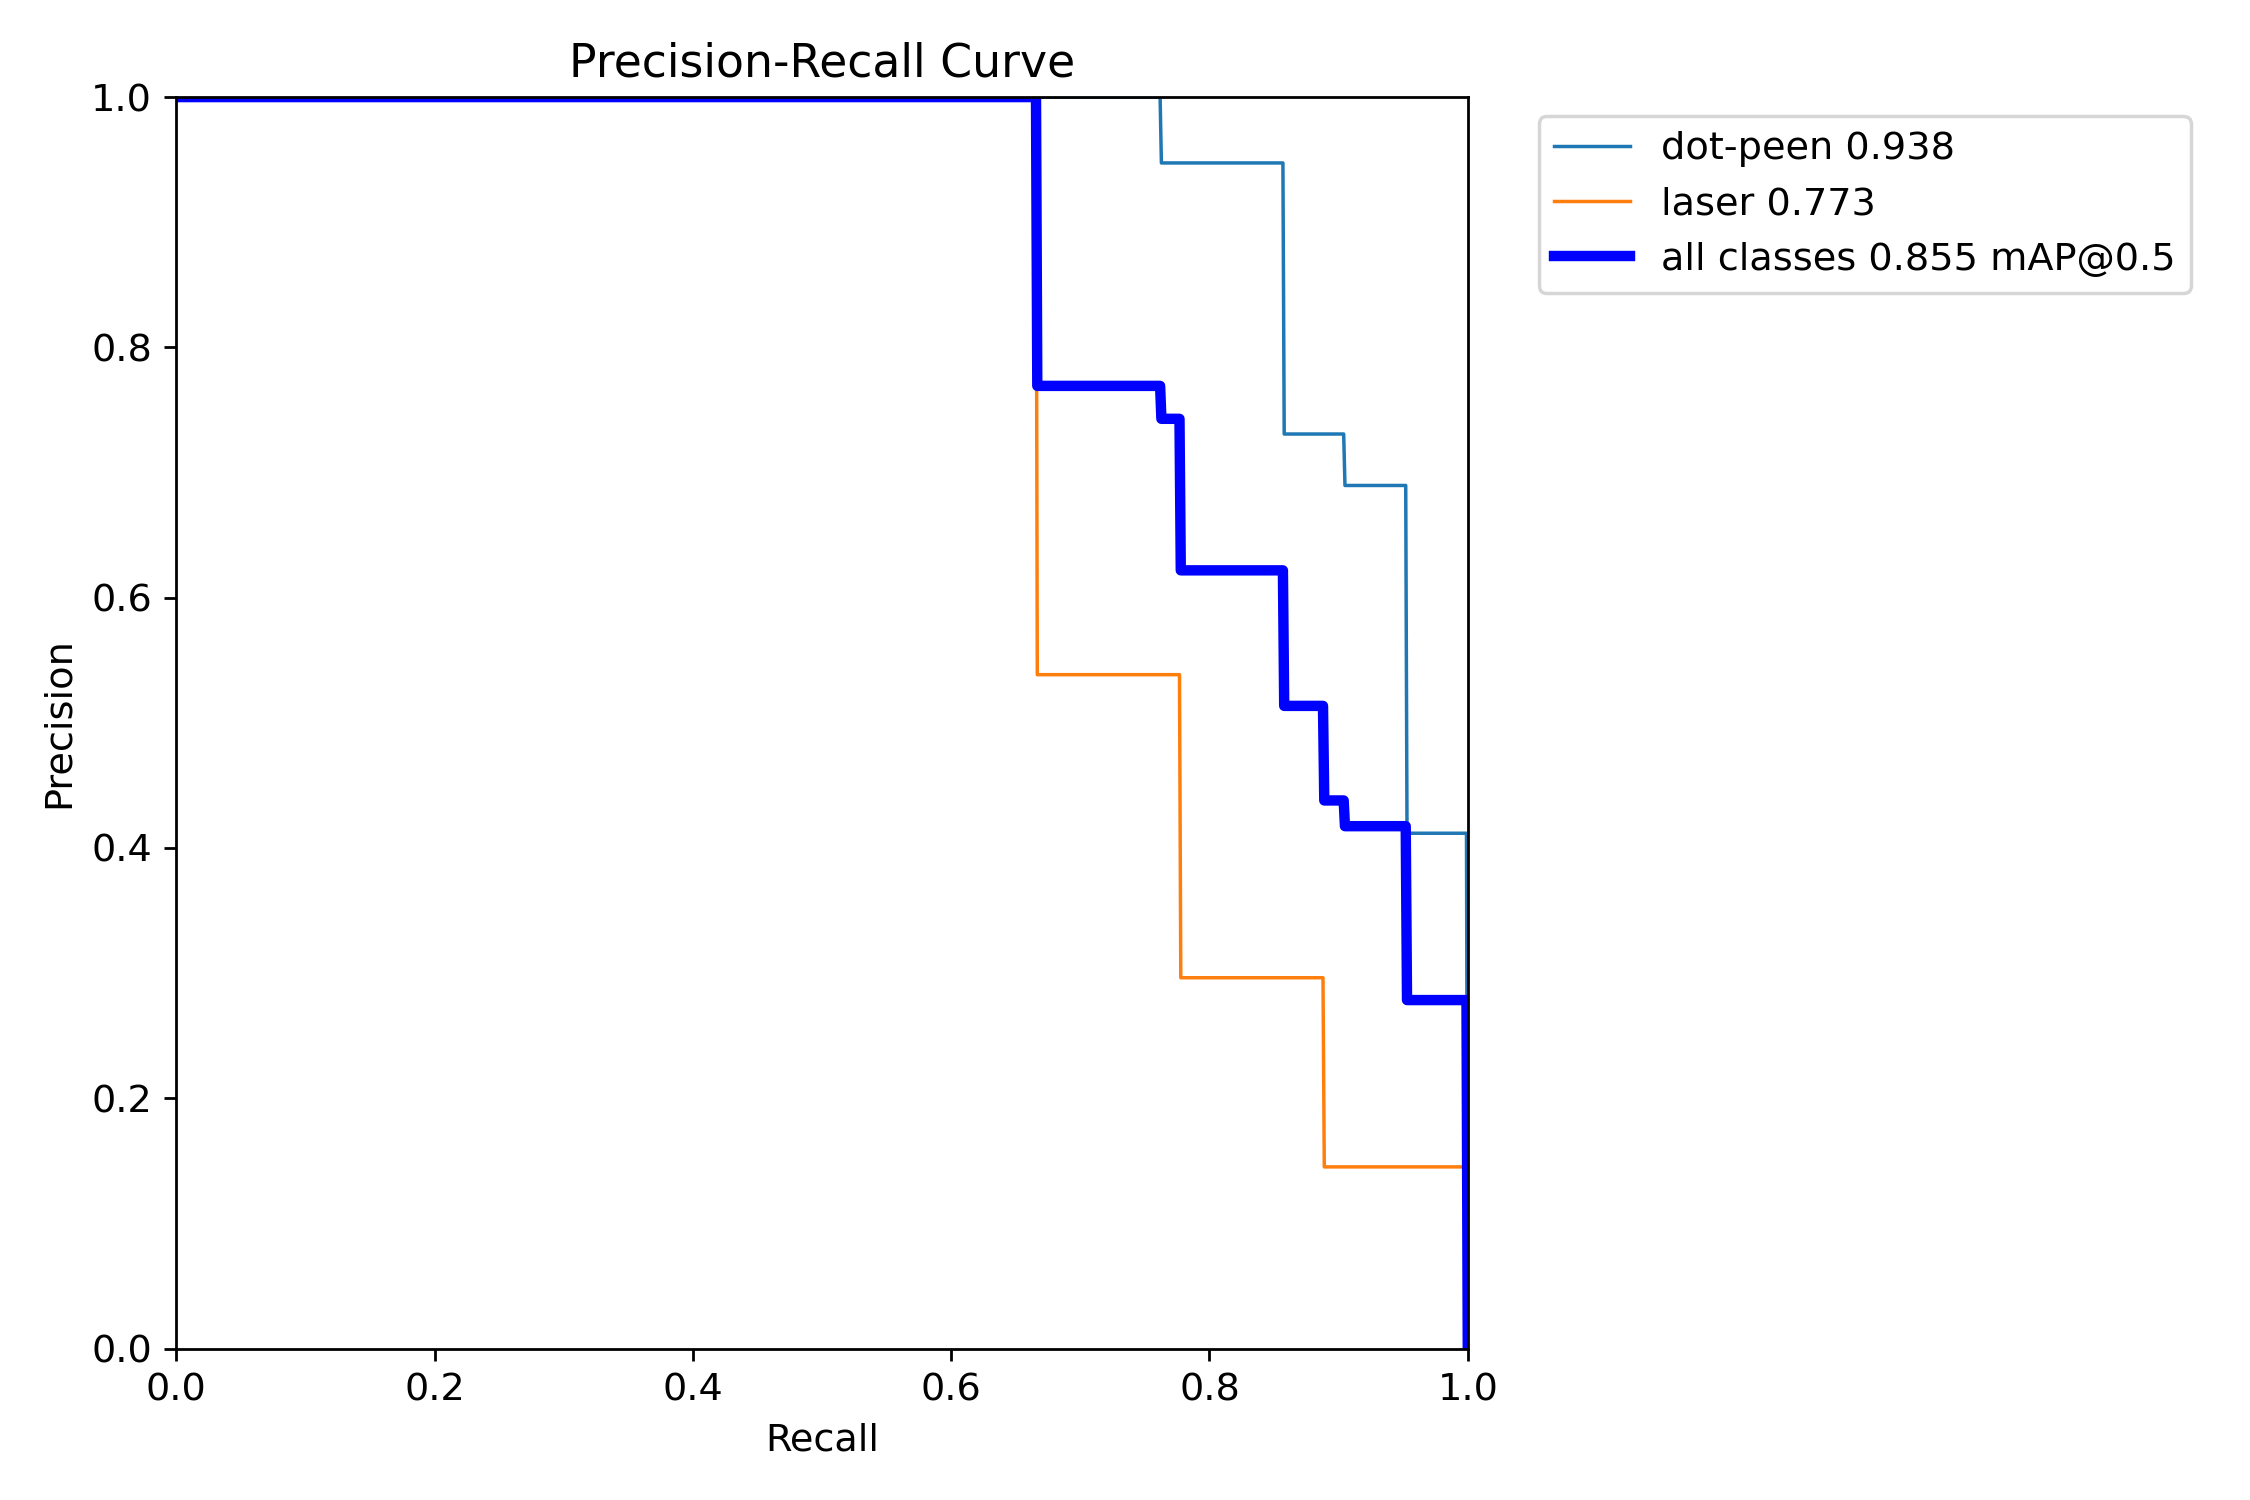 Precision-Recall Curve
1.0
0.8
0.6
0.4
0.2
0.0
Precision
0.0 0.2 0.4 0.6 0.8 1.0
Recall
dot-peen 0.938
laser 0.773
all classes 0.855 mAP@0.5